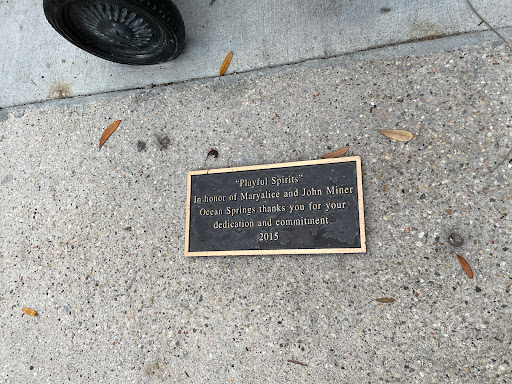 "Playful Spirits"
In honor of Maryalice and John Miner
Ocean Springs thanks you for your
dedication and commitment
2015